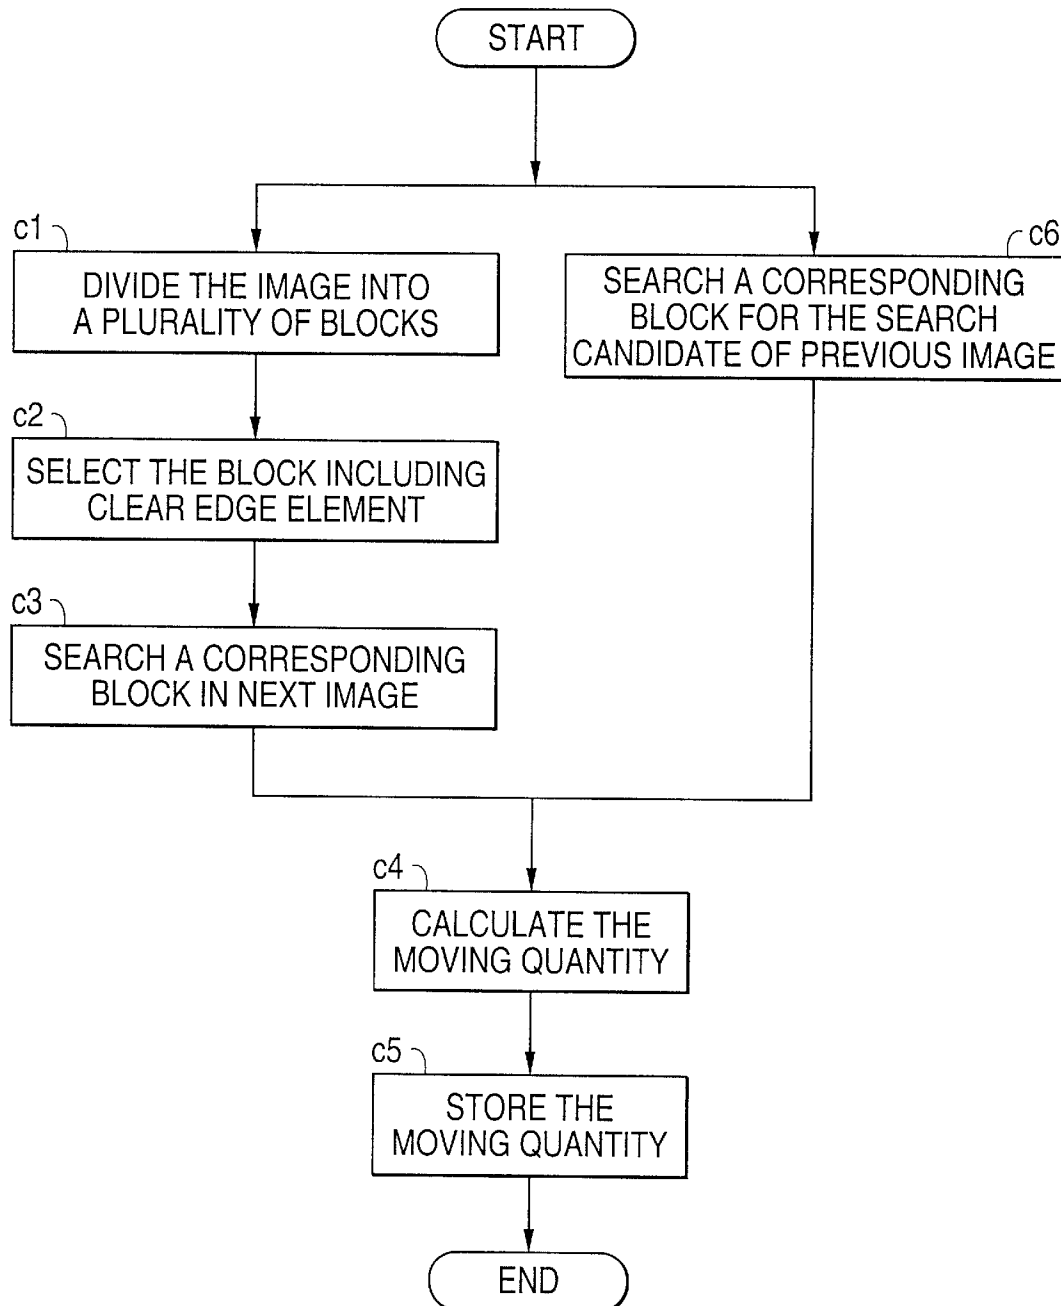 START
c1
DIVIDE THE IMAGE INTO
A PLURALITY OF BLOCKS
c6
SEARCH A CORRESPONDING
BLOCK FOR THE SEARCH
CANDIDATE OF PREVIOUS IMAGE
c2
SELECT THE BLOCK INCLUDING
CLEAR EDGE ELEMENT
c3
SEARCH A CORRESPONDING
BLOCK IN NEXT IMAGE
c4
CALCULATE THE
MOVING QUANTITY
c5
STORE THE
MOVING QUANTITY
END